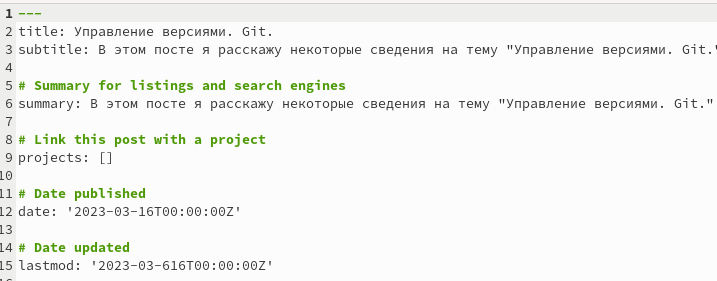 1 ---
2 title: Управление версиями. Git.
3 subtitle: В этом посте я расскажу некоторые сведения на тему "Управление версиями. Git."
4
5 # Summary for listings and search engines
6 summary: В этом посте я расскажу некоторые сведения на тему "Управление версиями. Git."
7
8 # Link this post with a project
9 projects: []
10
11 # Date published
12 date: '2023-03-16T00:00:00Z'
13
14 # Date updated
15 lastmod: '2023-03-616T00:00:00Z'